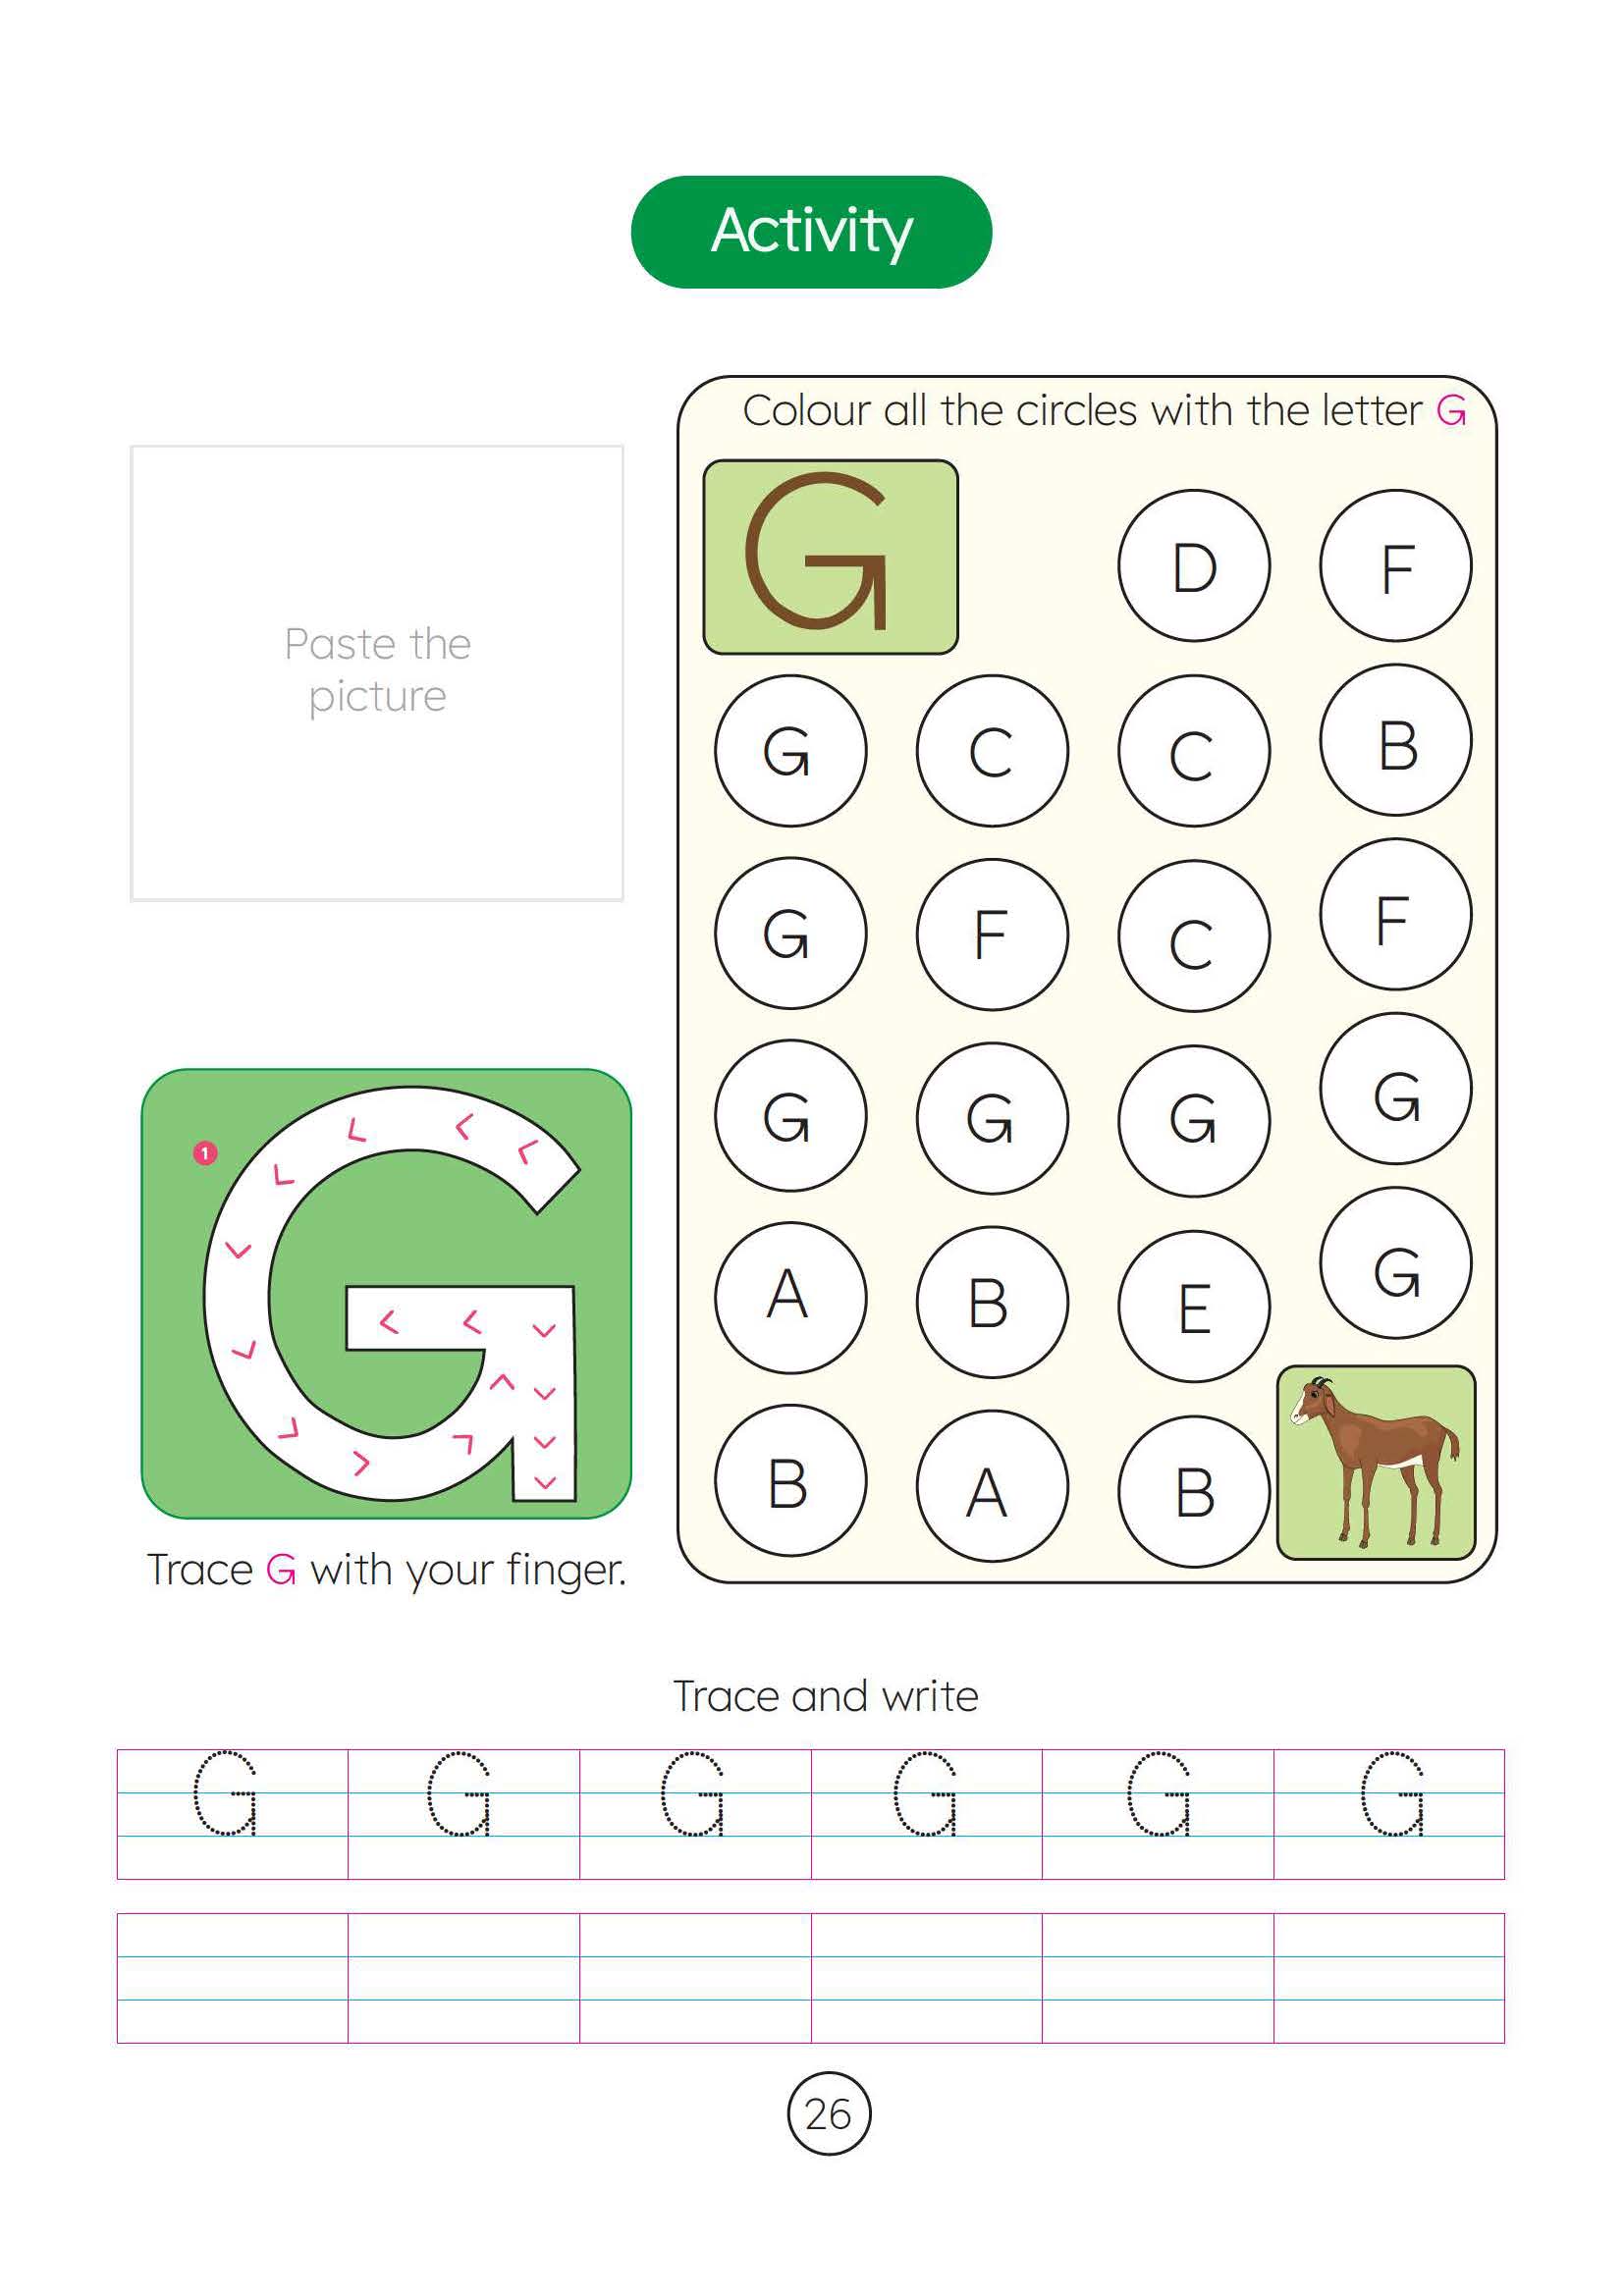 Activity
Colour all the circles with the letter G
Paste the
picture
G
D F
G C C B
G F C F
G G G G
A B E G
B A B
1
Trace G with your finger.
Trace and write
G G G G G G
26